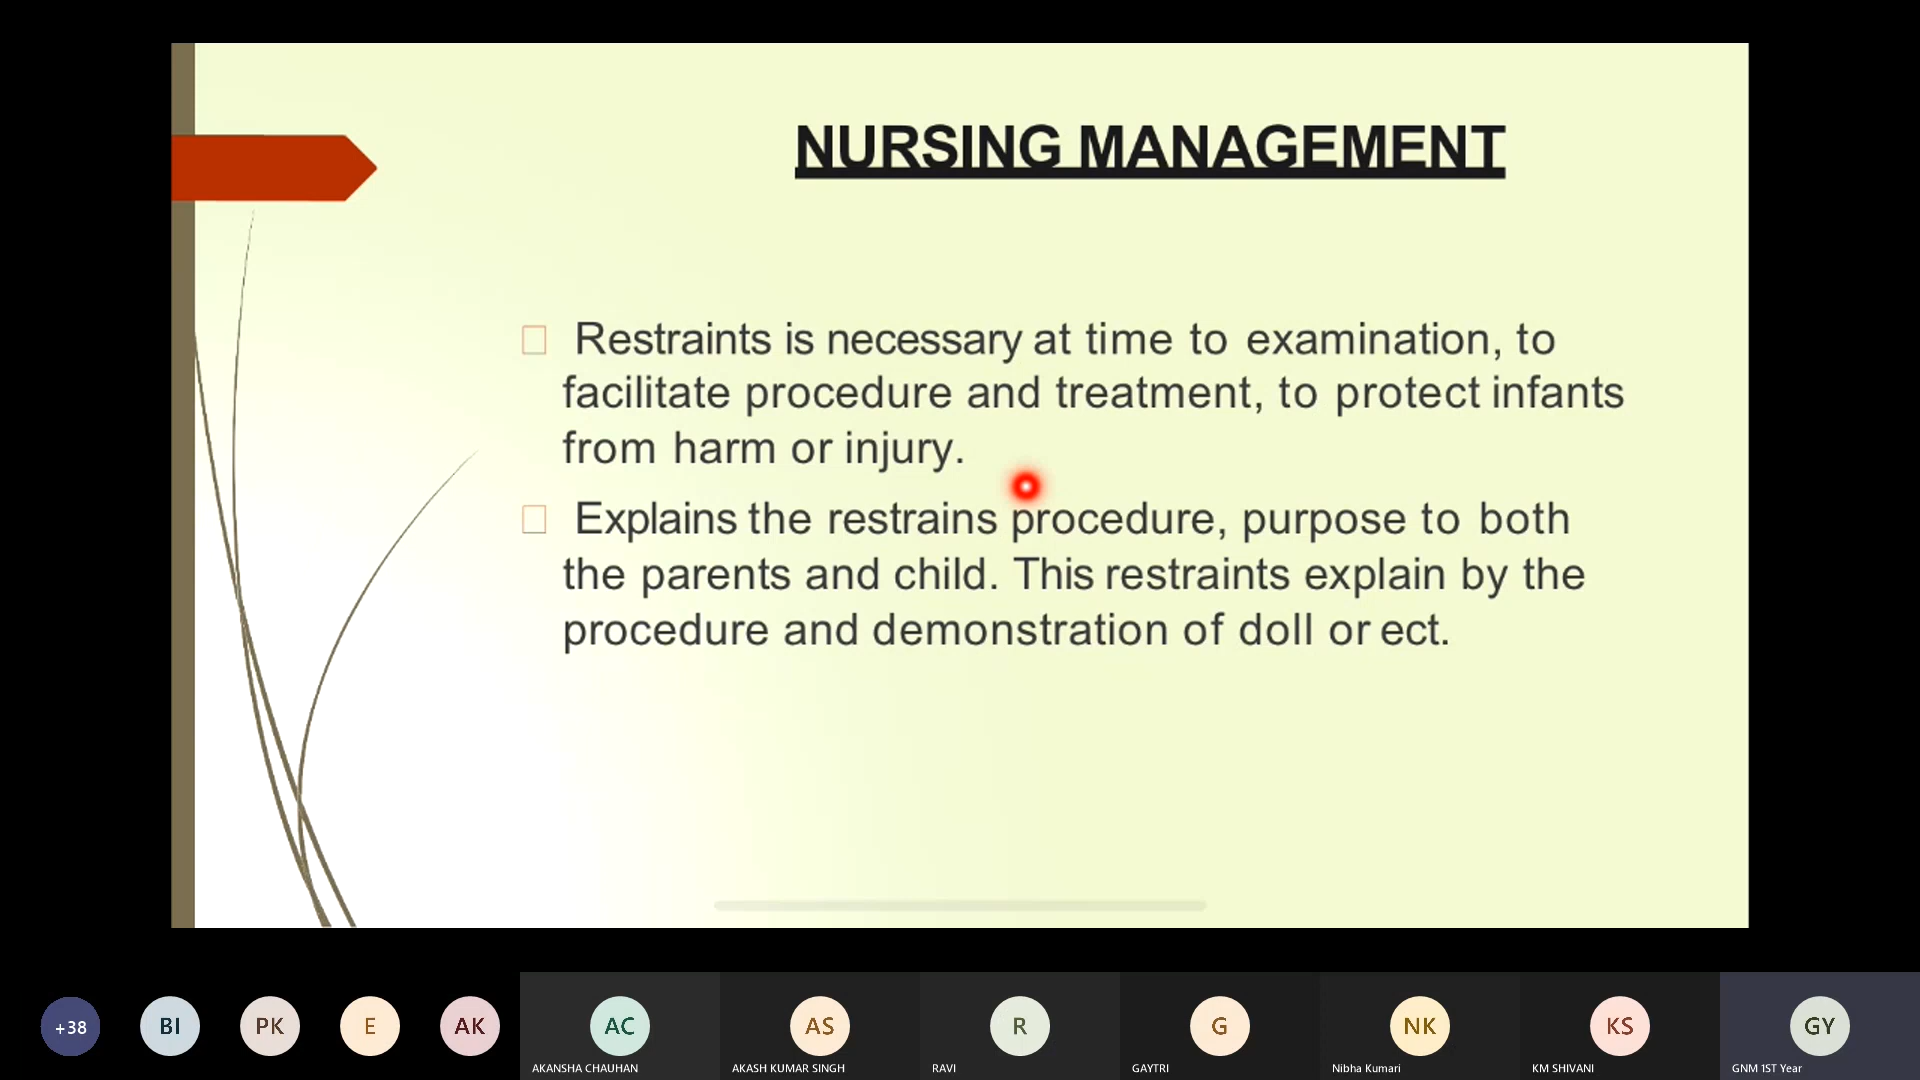 NURSING MANAGEMENT
Restraints is necessary at time to examination, to
facilitate procedure and treatment, to protect infants
from harm or injury.
Explains the restrains procedure, purpose to both
the parents and child. This restraints explain by the
procedure and demonstration of doll or ect.
+38
BI
PK
E
AK
AC
AKANSHA CHAUHAN
AS
AKASH KUMAR SINGH
R
RAVI
G
GAYTRI
NK
Nibha Kumari
KS
KM SHIVANI
GY
GNM 1ST Year